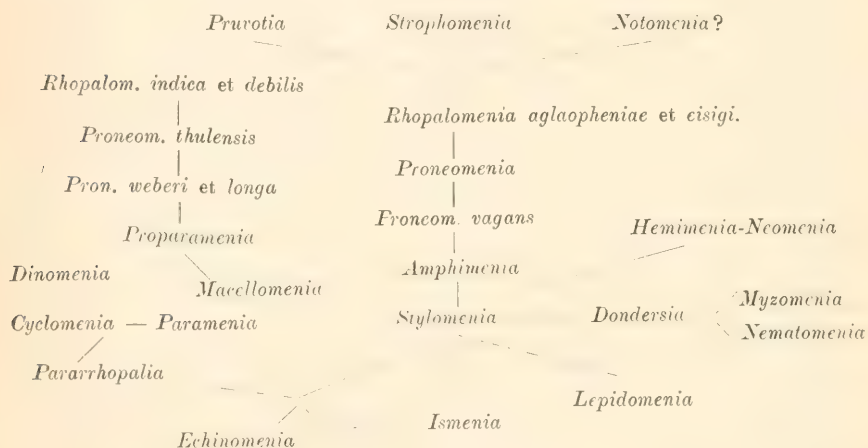 Pruvotia Strophomenia Notomenia?
Rhopalom. indica et debilis
Rhopalomenia aglaopheniae et eisigi.
Proneom. thulensis
Proneomenia
Pron. weberi et longa
Proneom. vagans
Proparamenia
Hemimenia-Neomenia
Dinomenia
Amphimenia
Macellomenia
Myzomenia
Cyclomenia — Paramenia
Stylomenia
Dondersia
Nematomenia
Pararrhopalia
Lepidomenia
Ismenia
Echinomenia